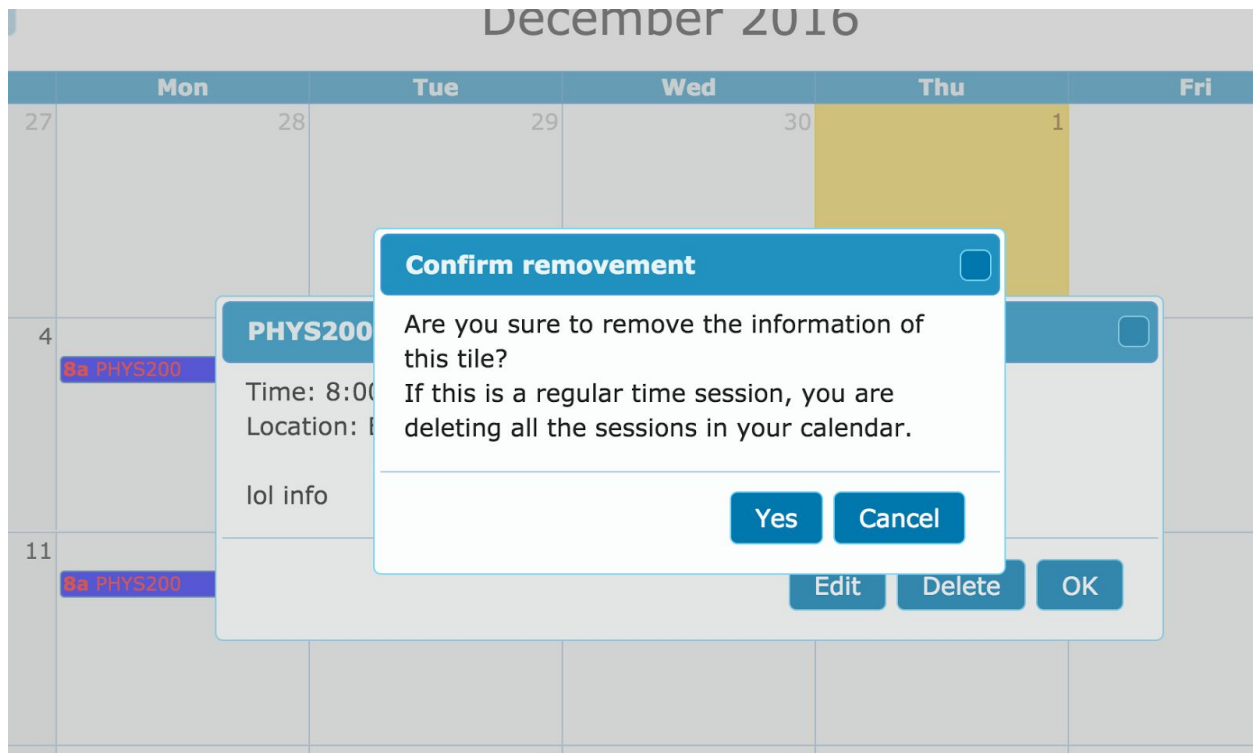 December 2016
Mon Tue Wed Thu Fri
27 28 29 30 1
Confirm removement
Are you sure to remove the information of
this tile?
If this is a regular time session, you are
deleting all the sessions in your calendar.
Yes Cancel
4
8a PHYS200
PHYS200
Time: 8:00
Location:
lol info
11
8a PHYS200
Edit Delete OK